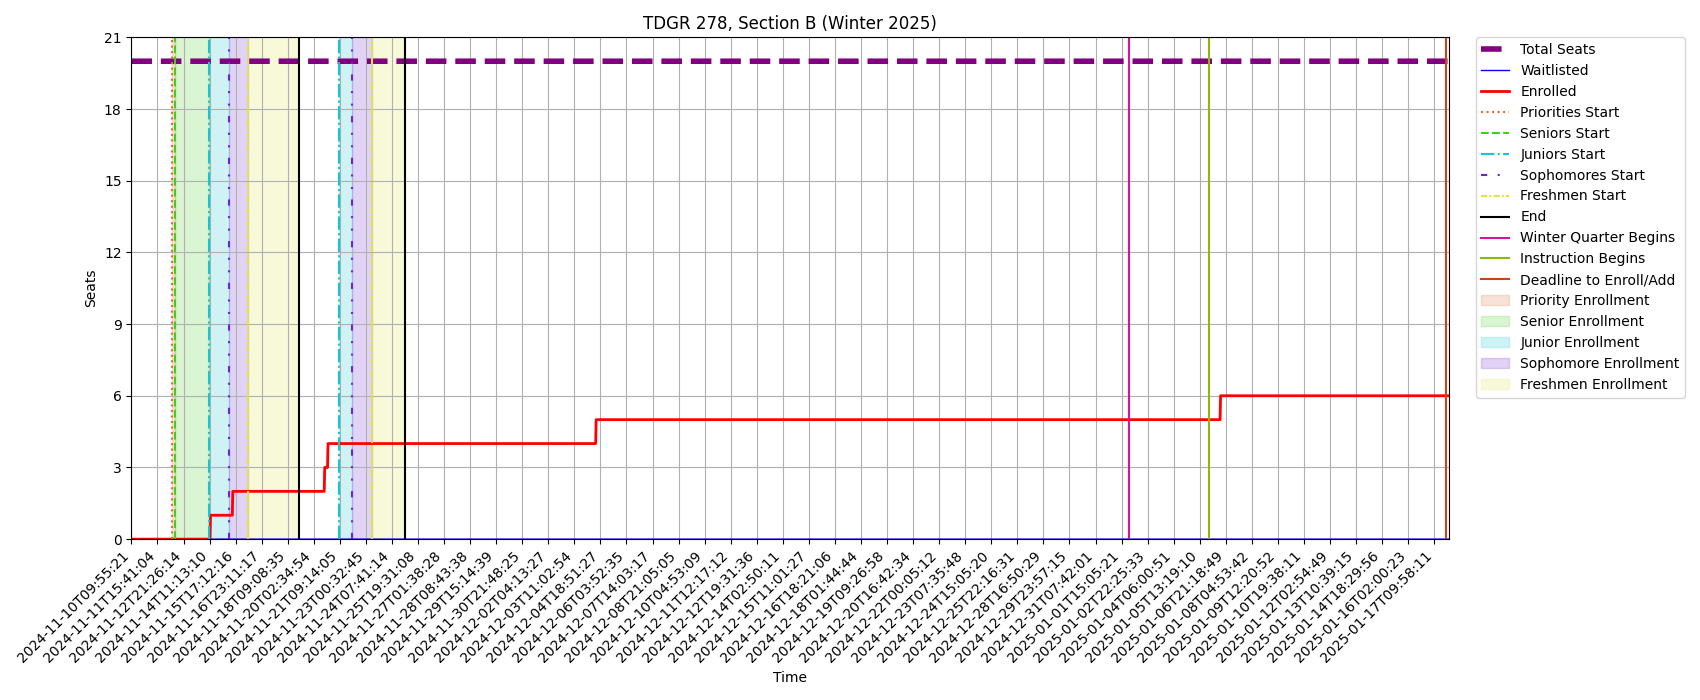 TDGR 278, Section B (Winter 2025)
Seats
21
18
15
12
9
6
3
0
2024-11-10T09:55:21
2024-11-11T15:41:04
2024-11-12T21:26:14
2024-11-14T11:13:10
2024-11-15T17:12:16
2024-11-16T23:11:17
2024-11-18T09:08:35
2024-11-20T02:34:54
2024-11-21T09:14:05
2024-11-23T00:32:45
2024-11-24T07:41:14
2024-11-25T19:31:08
2024-11-27T01:38:28
2024-11-28T08:43:38
2024-11-29T15:14:39
2024-11-30T21:48:25
2024-12-02T04:13:27
2024-12-03T11:02:54
2024-12-04T18:51:27
2024-12-06T03:52:35
2024-12-07T14:03:17
2024-12-08T21:05:05
2024-12-10T04:53:09
2024-12-11T12:17:12
2024-12-12T19:31:36
2024-12-14T02:50:11
2024-12-15T11:01:27
2024-12-16T18:21:06
2024-12-18T01:44:44
2024-12-19T09:26:58
2024-12-20T16:42:34
2024-12-22T00:05:12
2024-12-23T07:35:48
2024-12-24T15:05:20
2024-12-25T22:16:31
2024-12-28T16:50:29
2024-12-29T23:57:15
2024-12-31T07:42:01
2025-01-01T15:05:21
2025-01-02T22:25:33
2025-01-04T06:00:51
2025-01-05T13:19:10
2025-01-06T21:18:49
2025-01-08T04:53:42
2025-01-09T12:20:52
2025-01-10T19:38:11
2025-01-12T02:54:49
2025-01-13T10:39:15
2025-01-14T18:29:56
2025-01-16T02:00:23
2025-01-17T09:58:11
Time
Total Seats
Waitlisted
Enrolled
Priorities Start
Seniors Start
Juniors Start
Sophomores Start
Freshmen Start
End
Winter Quarter Begins
Instruction Begins
Deadline to Enroll/Add
Priority Enrollment
Senior Enrollment
Junior Enrollment
Sophomore Enrollment
Freshmen Enrollment